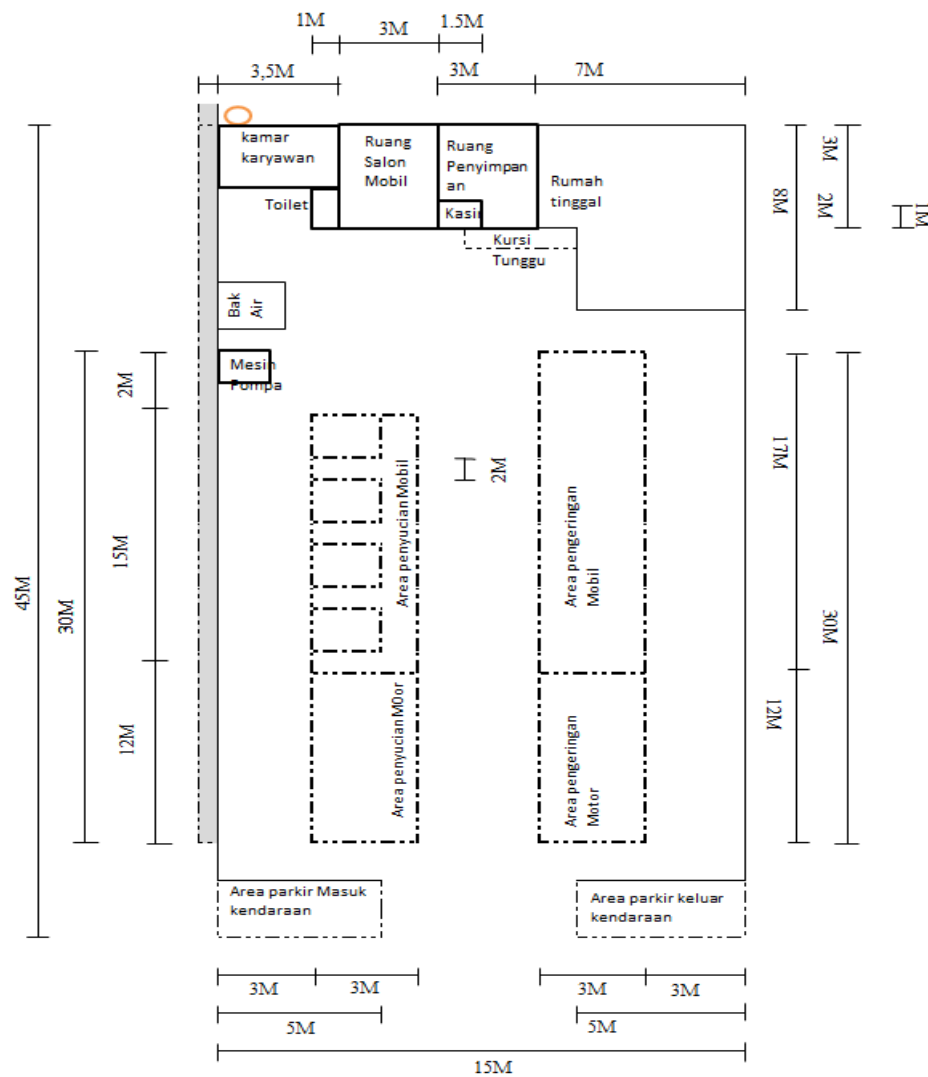 1M
3M
1.5M
3,5M
3M
7M
kamar
karyawan
Ruang
Salon
Mobil
Ruang
Penyimpan
an
Rumah
tinggal
Toilet
Kasir
Kursi
Tunggu
3M
8M
2M
1M
Bak
Air
Mesin
Pompa
2M
17M
2M
Area penyucian Mobil
Area pengeringan
Mobil
15M
45M
30M
30M
12M
Area penyucian M0or
Area pengeringan
Motor
12M
Area parkir Masuk
kendaraan
Area parkir keluar
kendaraan
3M
3M
3M
3M
5M
5M
15M